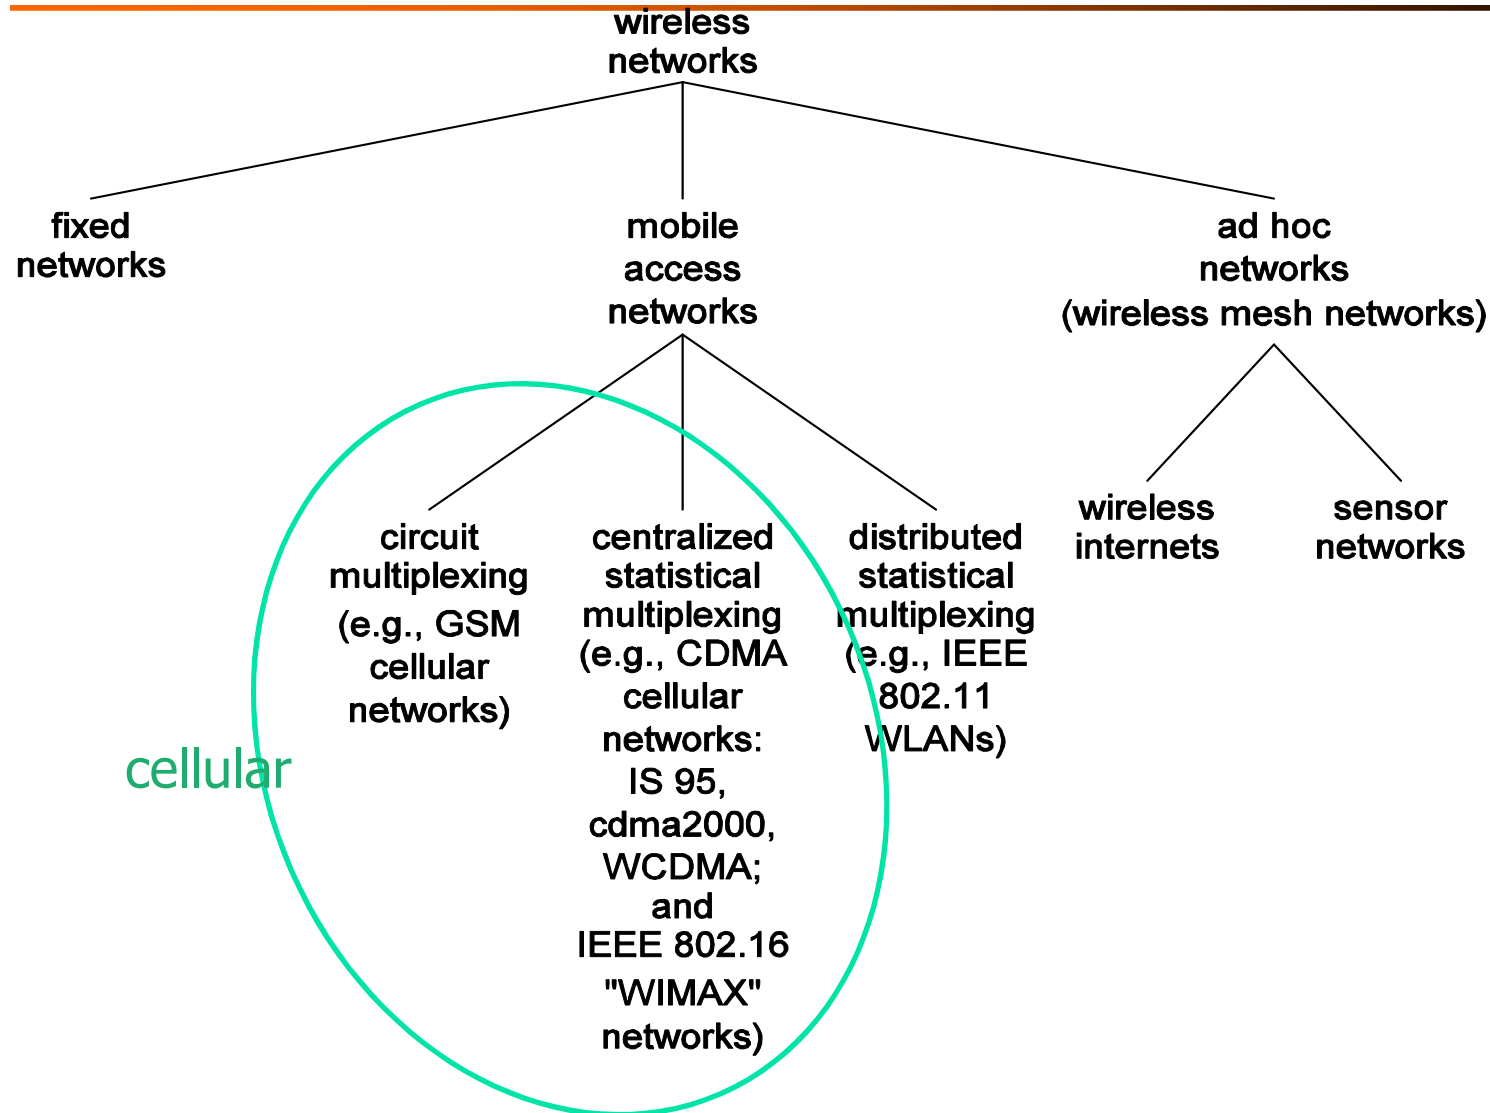 wireless
networks
fixed
networks
mobile
access
networks
ad hoc
networks
(wireless mesh networks)
circuit
multiplexing
(e.g., GSM
cellular
networks)
centralized
statistical
multiplexing
(e.g., CDMA
cellular
networks:
IS 95,
cdma2000,
WCDMA;
and
IEEE 802.16
"WIMAX"
networks)
distributed
statistical
multiplexing
(e.g., IEEE
802.11
WLANs)
wireless
internets
sensor
networks
cellular